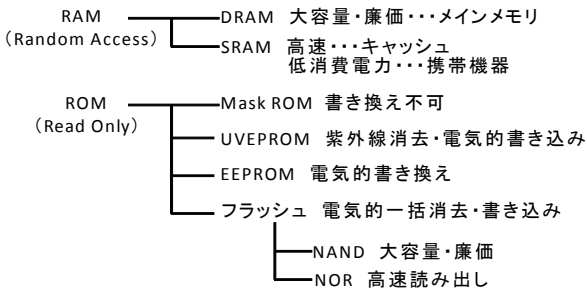 RAM DRAM 大容量・廉価・・・メインメモリ
(Random Access) SRAM 高速・・・キャッシュ
低消費電力・・・携帯機器
ROM Mask ROM 書き換え不可
(Read Only)
UVEPROM 紫外線消去・電気的書き込み
EEPROM 電気的書き換え
フラッシュ 電気的一括消去・書き込み
NAND 大容量・廉価
NOR 高速読み出し